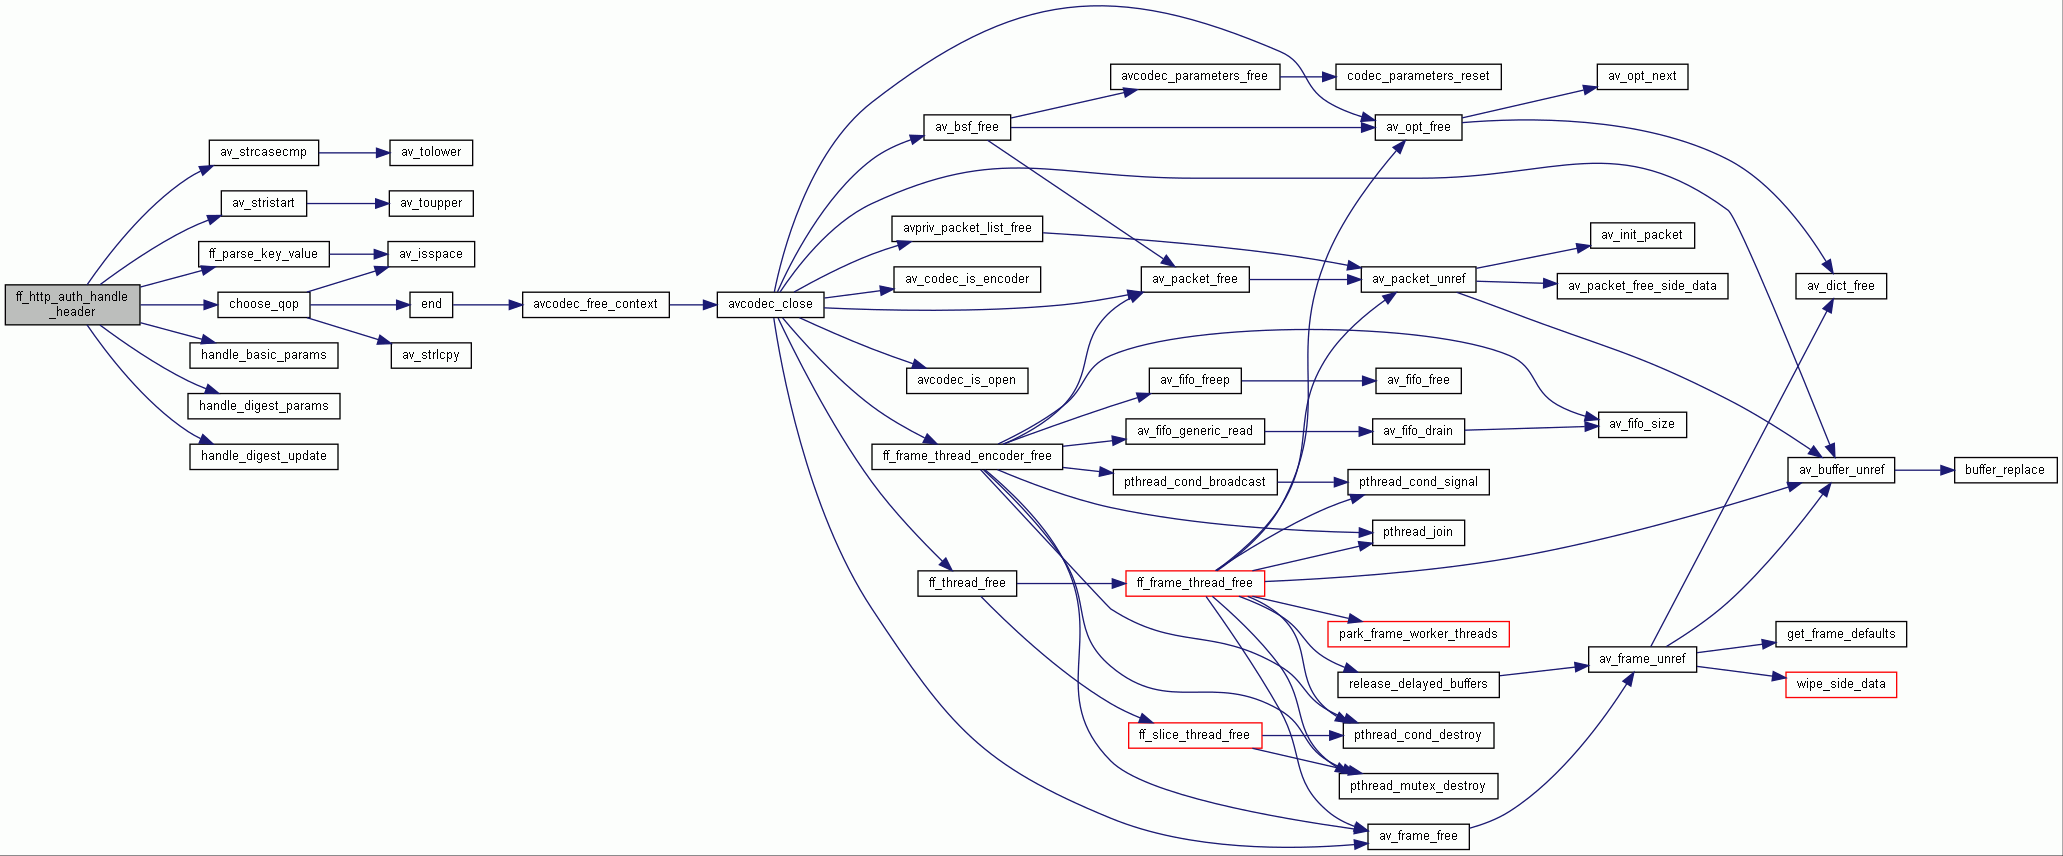 ff_http_auth_handle
_header
av_strcasecmp
av_stristart
ff_parse_key_value
choose_qop
handle_basic_params
handle_digest_params
handle_digest_update
av_tolower
av_toupper
av_isspace
end
av_strlcpy
avcodec_free_context
avcodec_close
av_bsf_free
avpriv_packet_list_free
av_codec_is_encoder
avcodec_is_open
ff_frame_thread_encoder_free
ff_thread_free
avcodec_parameters_free
av_packet_free
av_fifo_freep
av_fifo_generic_read
pthread_cond_broadcast
ff_frame_thread_free
ff_slice_thread_free
codec_parameters_reset
av_opt_free
av_packet_unref
av_fifo_free
av_fifo_drain
pthread_cond_signal
pthread_join
park_frame_worker_threads
release_delayed_buffers
pthread_cond_destroy
pthread_mutex_destroy
av_frame_free
av_opt_next
av_init_packet
av_packet_free_side_data
av_fifo_size
av_frame_unref
av_dict_free
av_buffer_unref
get_frame_defaults
wipe_side_data
buffer_replace